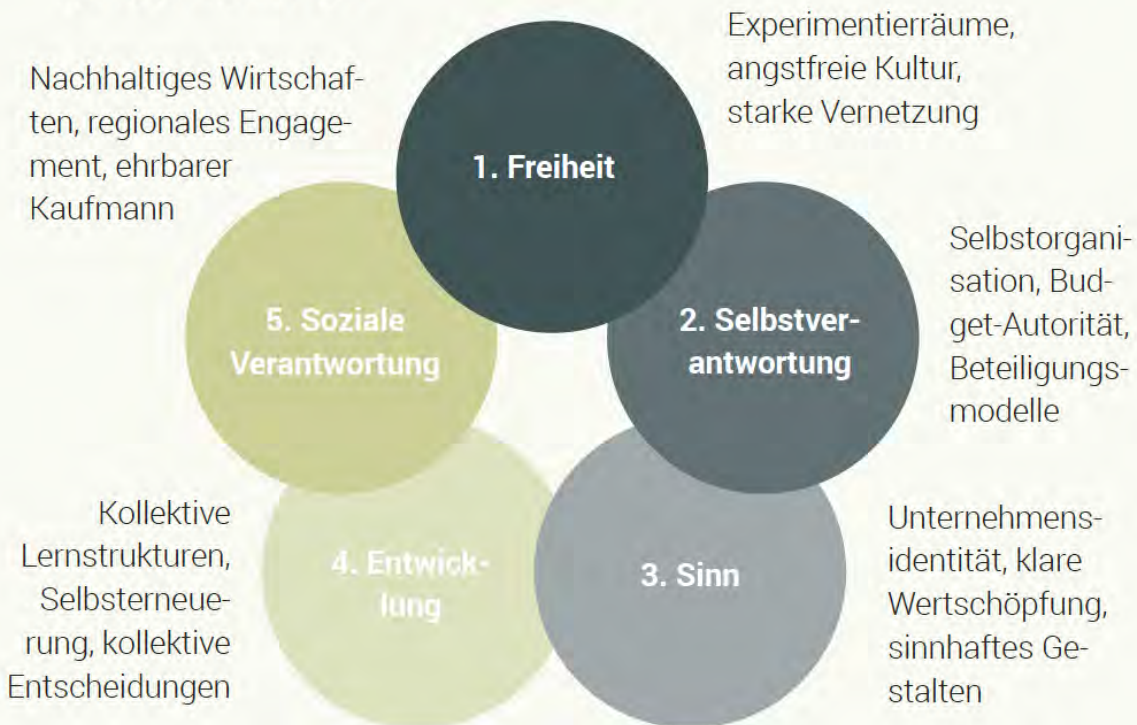 Experimentierräume,
angstfreie Kultur,
starke Vernetzung
1. Freiheit
Selbstorgani-
sation, Bud-
get-Autorität,
Beteiligungs-
modelle
2. Selbstver-
antwortung
Unternehmens-
identität, klare
Wertschöpfung,
sinnhaftes Ge-
stalten
3. Sinn
Kollektive
Lernstrukturen,
Selbsterneue-
rung, kollektive
Entscheidungen
4. Entwick-
lung
Nachhaltiges Wirtschaf-
ten, regionales Engage-
ment, ehrbarer
Kaufmann
5. Soziale
Verantwortung